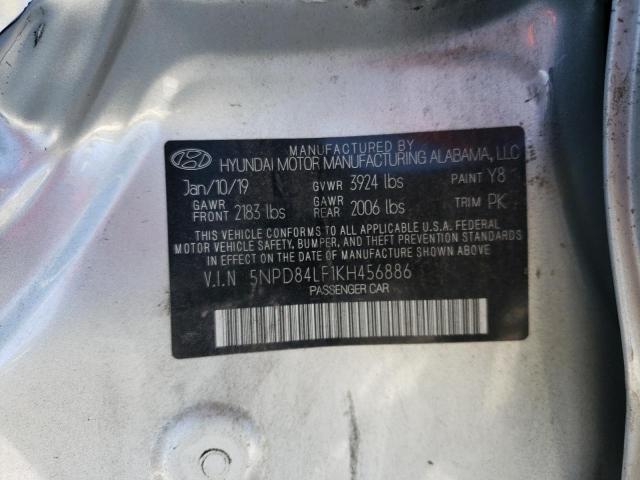 MANUFACTURED BY
HYUNDAI MOTOR MANUFACTURING ALABAMA, LLC
Jan/10/19 GVWR 3924 lbs PAINT Y8
GAWR FRONT 2183 lbs GAWR REAR 2006 lbs TRIM PK
THIS VEHICLE CONFORMS TO ALL APPLICABLE U.S.A. FEDERAL
MOTOR VEHICLE SAFETY, BUMPER, AND THEFT PREVENTION STANDARDS
IN EFFECT ON THE DATE OF MANUFACTURE SHOWN ABOVE
V.I.N 5NPD84LF1KH456886
PASSENGER CAR